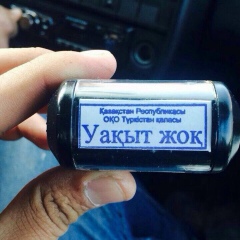 Қазақстан Республикасы
ОҚО Түркістан қаласы
Уақыт жоқ